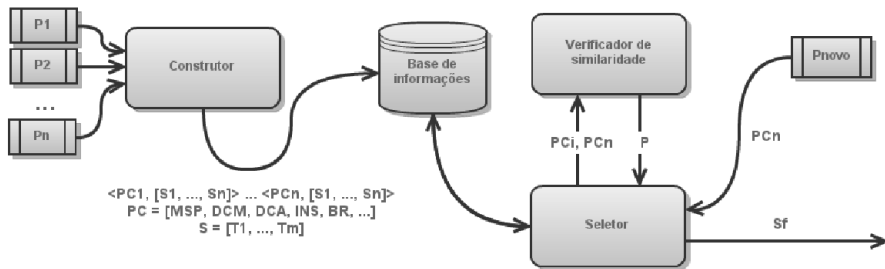 P1
P2
...
Pn
Construtor
Base de
informações
Verificador de
similaridade
Pnovo
PCi, PCn
P
PCn
<PC1, [S1, ..., Sn]> ... <PCn, [S1, ..., Sn]>
PC = [MSP, DCM, DCA, INS, BR, ...]
S = [T1, ..., Tm]
Seletor
Sf